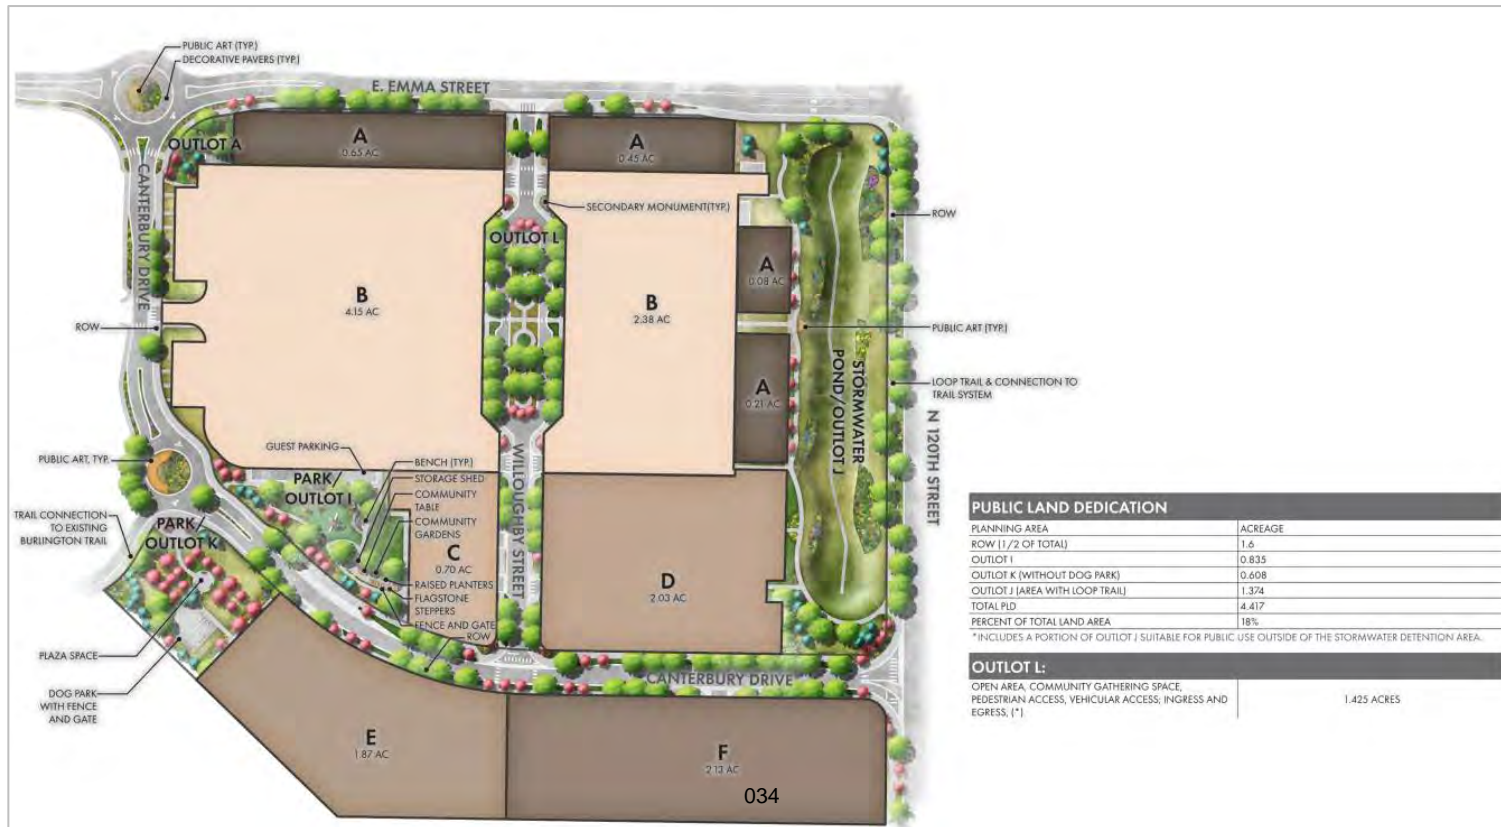 PUBLIC ART (TYP.)
DECORATIVE PAVERS (TYP.)
E. EMMA STREET
OUTLOT A
A
0.65 AC
A
0.45 AC
CANTERBURY DRIVE
SECONDARY MONUMENT(TYP.)
ROW
OUTLOT L
A
0.08 AC
B
4.15 AC
B
2.38 AC
ROW
PUBLIC ART (TYP.)
STORMWATER
POND/OUTLOT J
A
0.21 AC
LOOP TRAIL & CONNECTION TO
TRAIL SYSTEM
N 120TH STREET
GUEST PARKING
PUBLIC ART, TYP.
PARK
OUTLOT I
BENCH (TYP.)
STORAGE SHED
COMMUNITY
TABLE
COMMUNITY
GARDENS
WILLOUGHBY STREET
TRAIL CONNECTION
TO EXISTING
BURLINGTON TRAIL
PARK
OUTLOT K
C
0.70 AC
D
2.03 AC
RAISED PLANTERS
FLAGSTONE
STEPPERS
FENCE AND GATE
ROW
PLAZA SPACE
CANTERBURY DRIVE
DOG PARK
WITH FENCE
AND GATE
E
1.87 AC
F
2.13 AC
034
PUBLIC LAND DEDICATION
PLANNING AREA ACREAGE
ROW (1/2 OF TOTAL) 1.6
OUTLOT I 0.835
OUTLOT K (WITHOUT DOG PARK) 0.608
OUTLOT J (AREA WITH LOOP TRAIL) 1.374
TOTAL PLD 4.417
PERCENT OF TOTAL LAND AREA 18%
*INCLUDES A PORTION OF OUTLOT J SUITABLE FOR PUBLIC USE OUTSIDE OF THE STORMWATER DETENTION AREA.
OUTLOT L:
OPEN AREA, COMMUNITY GATHERING SPACE,
PEDESTRIAN ACCESS, VEHICULAR ACCESS; INGRESS AND
EGRESS, (*)
1.425 ACRES